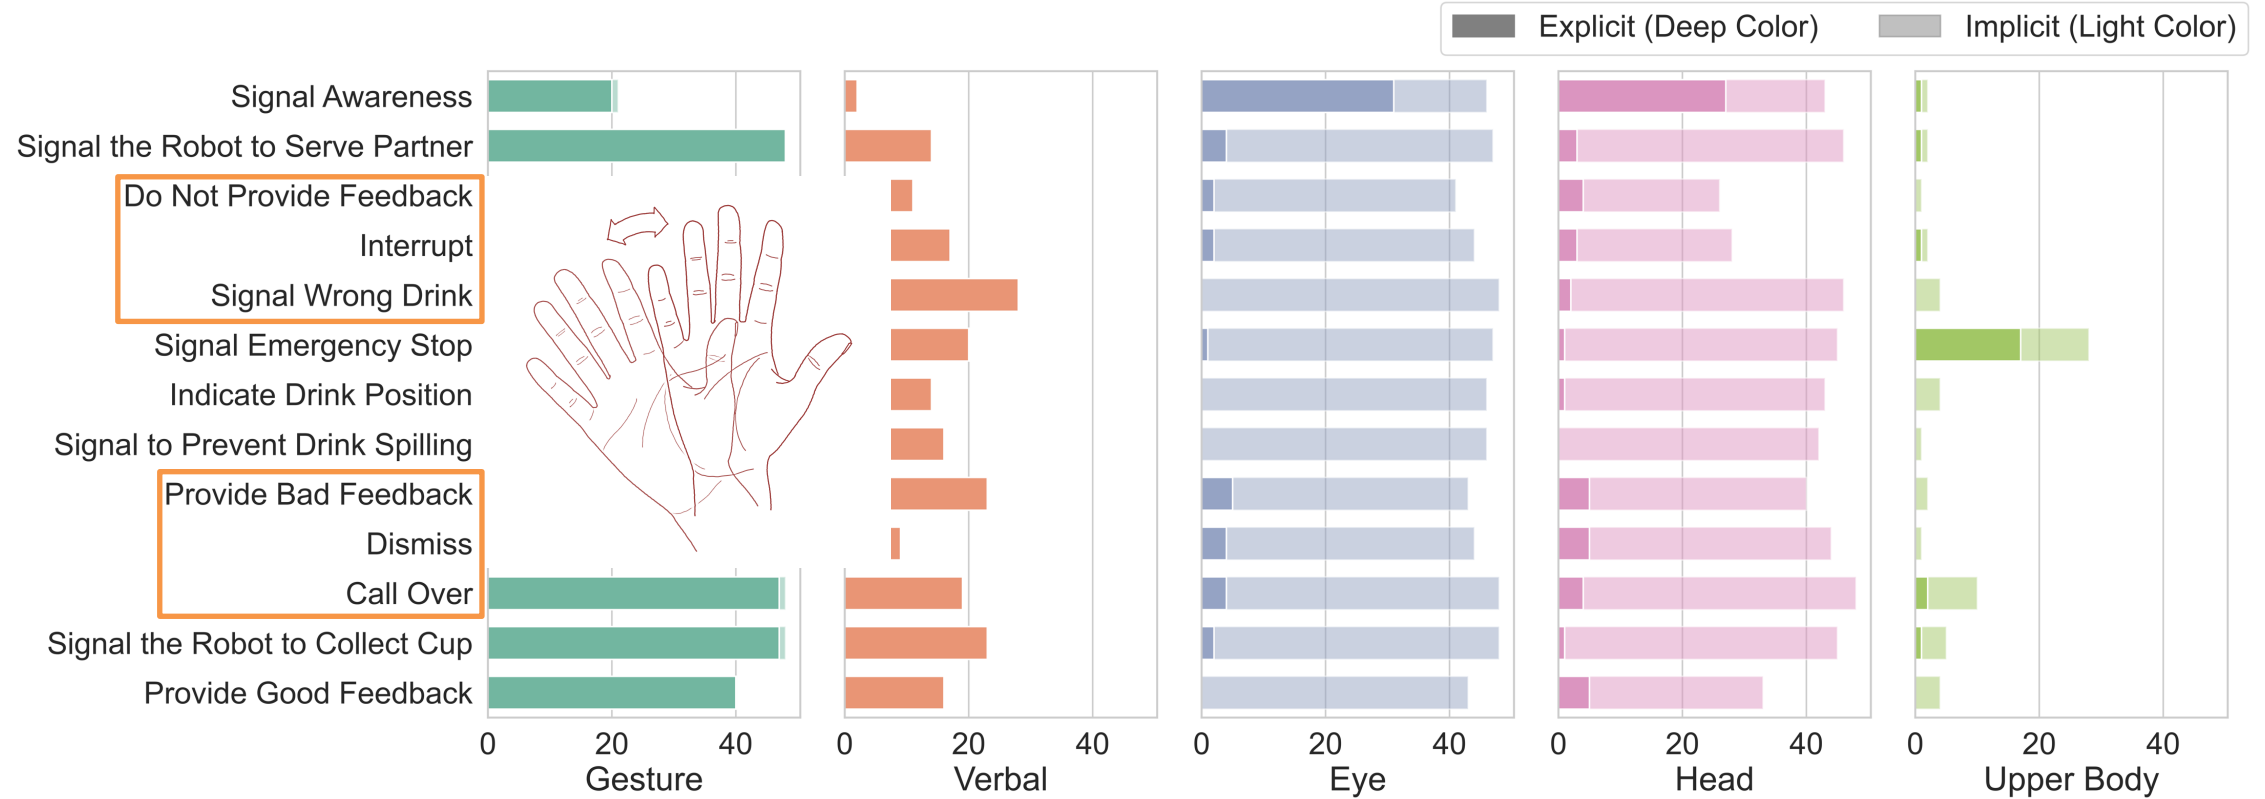 Explicit (Deep Color) Implicit (Light Color)
Signal Awareness
Signal the Robot to Serve Partner
Do Not Provide Feedback
Interrupt
Signal Wrong Drink
Signal Emergency Stop
Indicate Drink Position
Signal to Prevent Drink Spilling
Provide Bad Feedback
Dismiss
Call Over
Signal the Robot to Collect Cup
Provide Good Feedback
0 20 40 0 20 40 0 20 40 0 20 40 0 20 40
Gesture Verbal Eye Head Upper Body